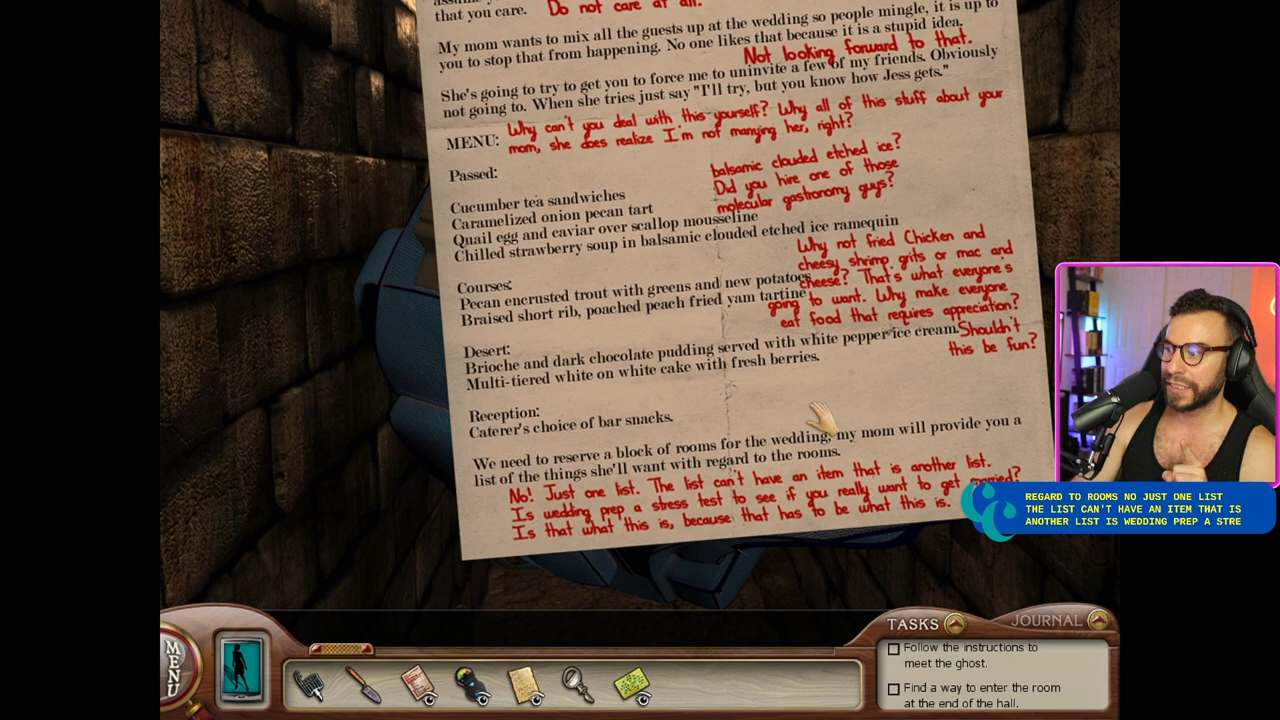 that you care. Do not care at all.
My mom wants to mix all the guests up at the wedding so people mingle, it is up to
you to stop that from happening. No one likes that because it is a stupid idea.
Not looking forward to that.
She's going to try to get you to force me to uninvite a few of my friends. Obviously
not going to. When she tries just say "I'll try, but you know how Jess gets."
Why can't you deal with this yourself? Why all of this stuff about your
MENU: mom, she does realize I'm not marrying her, right?
Passed:
balsamic clouded etched ice?
Did you hire one of those
molecular gastronomy guys?
Cucumber tea sandwiches
Caramelized onion pecan tart
Quail egg and caviar over scallop mousseline
Chilled strawberry soup in balsamic clouded etched ice ramequin
Why not fried Chicken and
cheesy shrimp grits or mac and
cheese? That's what everyone's
going to want. Why make everyone
eat food that requires appreciation?
Shouldn't
this be fun?
Courses:
Pecan encrusted trout with greens and new potatoes
Braised short rib, poached peach fried yam tartine
Desert:
Brioche and dark chocolate pudding served with white pepper ice cream.
Multi-tiered white on white cake with fresh berries.
Reception:
Caterer's choice of bar snacks.
We need to reserve a block of rooms for the wedding, my mom will provide you a
list of the things she'll want with regard to the rooms.
No! Just one list. The list can't have an item that is another list.
Is wedding prep a stress test to see if you really want to get
Is that what this is, because that has to be what this is.
REGARD TO ROOMS NO JUST ONE LIST
THE LIST CAN'T HAVE AN ITEM THAT IS
ANOTHER LIST IS WEDDING PREP A STRE
MENU
TASKS
JOURNAL
Follow the instructions to
meet the ghost.
Find a way to enter the room
at the end of the hall.